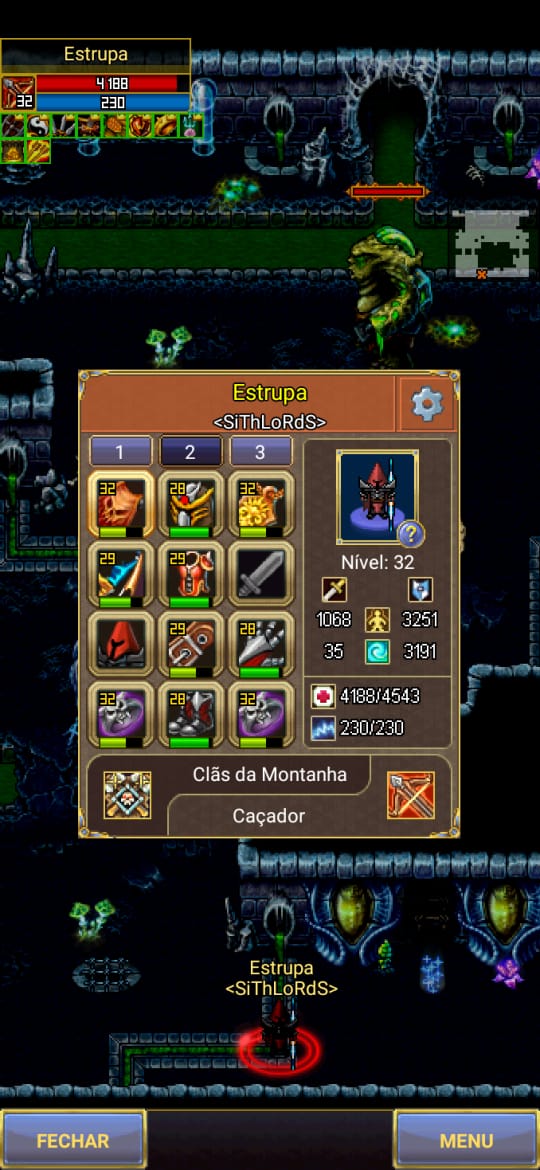 Estrupa
4188
32
230
Estrupa
<SiThLoRdS>
1
2
3
32
28
32
29
29
29
28
32
28
32
Nível: 32
1068
3251
35
3191
4188/4543
230/230
Clãs da Montanha
Caçador
Estrupa
<SiThLoRdS>
FECHAR
MENU